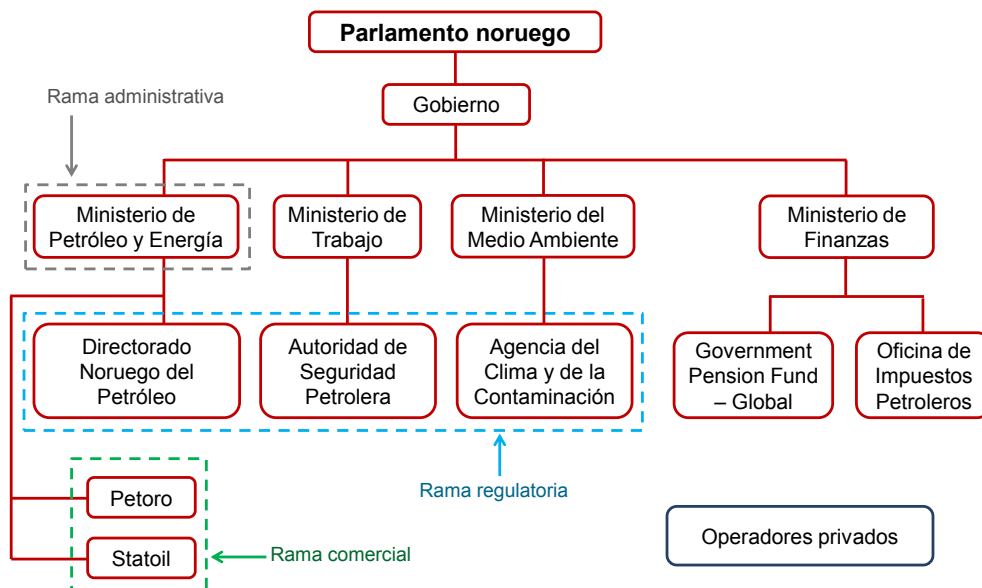 Parlamento noruego
Rama administrativa
Gobierno
Ministerio de
Petróleo y Energía
Ministerio de
Trabajo
Ministerio del
Medio Ambiente
Ministerio de
Finanzas
Directorado
Noruego del
Petróleo
Autoridad de
Seguridad
Petrolera
Agencia del
Clima y de la
Contaminación
Government
Pension Fund
– Global
Oficina de
Impuestos
Petroleros
Rama regulatoria
Petoro
Statoil
Rama comercial
Operadores privados